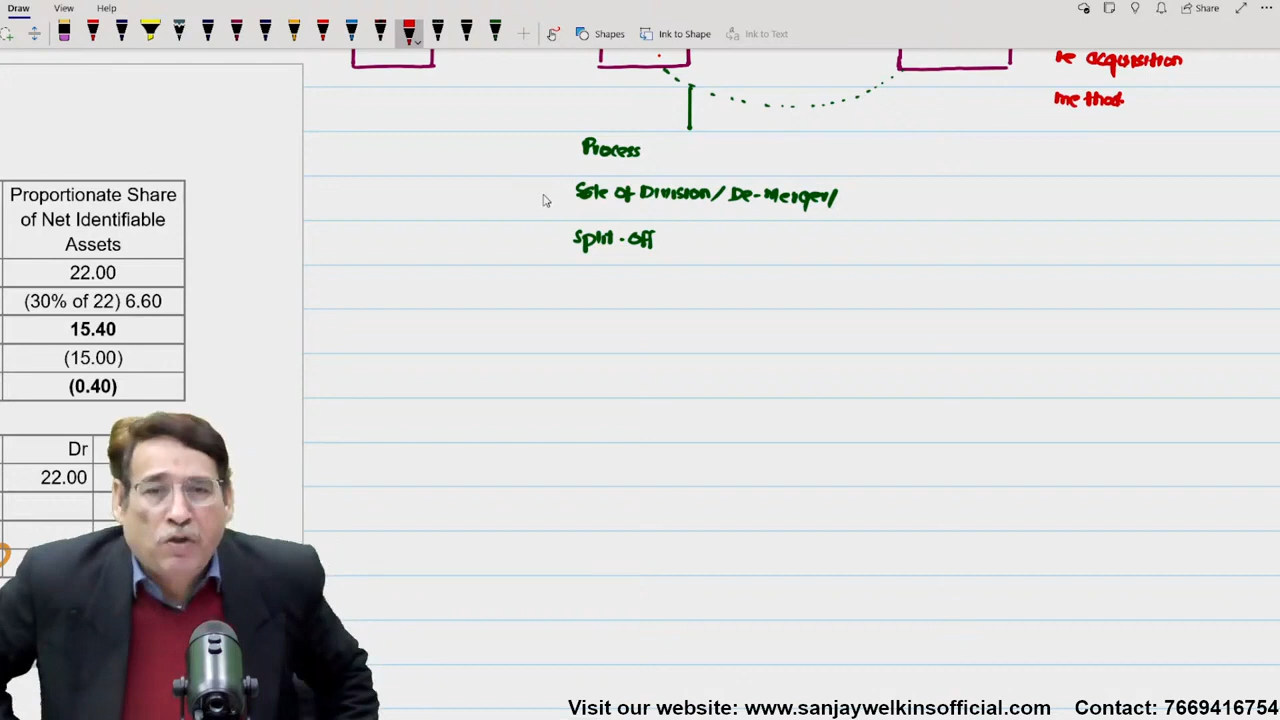 Draw View Help
Share
Shapes Ink to Shape Ink to Text
acquisition
method
Process
Sale of Division/ De-Merger/
Split-off
Proportionate Share
of Net Identifiable
Assets
22.00
(30% of 22) 6.60
15.40
(15.00)
(0.40)
Dr
22.00
Visit our website: www.sanjaywelkinsofficial.com Contact: 7669416754